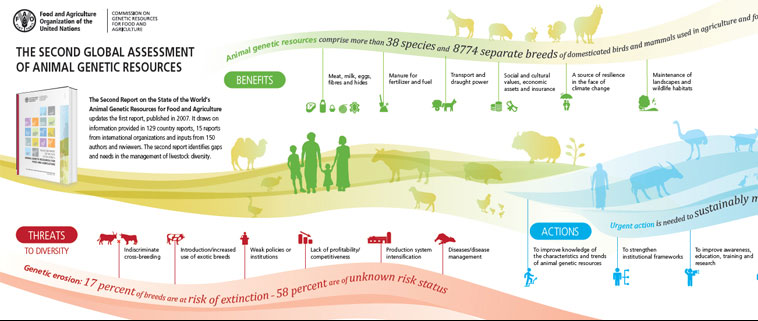 Food and Agriculture
Organization of the
United Nations
COMMISSION ON
GENETIC RESOURCES
FOR FOOD AND
AGRICULTURE
THE SECOND GLOBAL ASSESSMENT
OF ANIMAL GENETIC RESOURCES
The Second Report on the State of the World's
Animal Genetic Resources for Food and Agriculture
updates the first report, published in 2007. It draws on
information provided in 129 country reports, 15 reports
from international organizations and inputs from 150
authors and reviewers. The second report identifies gaps
and needs in the management of livestock diversity.
Animal genetic resources comprise more than 38 species and 8774 separate breeds of domesticated birds and mammals used in agriculture and fo
BENEFITS
Meat, milk, eggs,
fibres and hides
Manure for
fertilizer and fuel
Transport and
draught power
Social and cultural
values, economic
assets and insurance
A source of resilience
in the face of
climate change
Maintenance of
landscapes and
wildlife habitats
THREATS
TO DIVERSITY
Indiscriminate
cross-breeding
Introduction/increased
use of exotic breeds
Weak policies or
institutions
Lack of profitability/
competitiveness
Production system
intensification
Diseases/disease
management
Genetic erosion: 17 percent of breeds are at risk of extinction - 58 percent are of unknown risk status
Urgent action is needed to sustainably m
ACTIONS
To improve knowledge of
the characteristics and trends
of animal genetic resources
To strengthen
institutional frameworks
To improve awareness,
education, training and
research